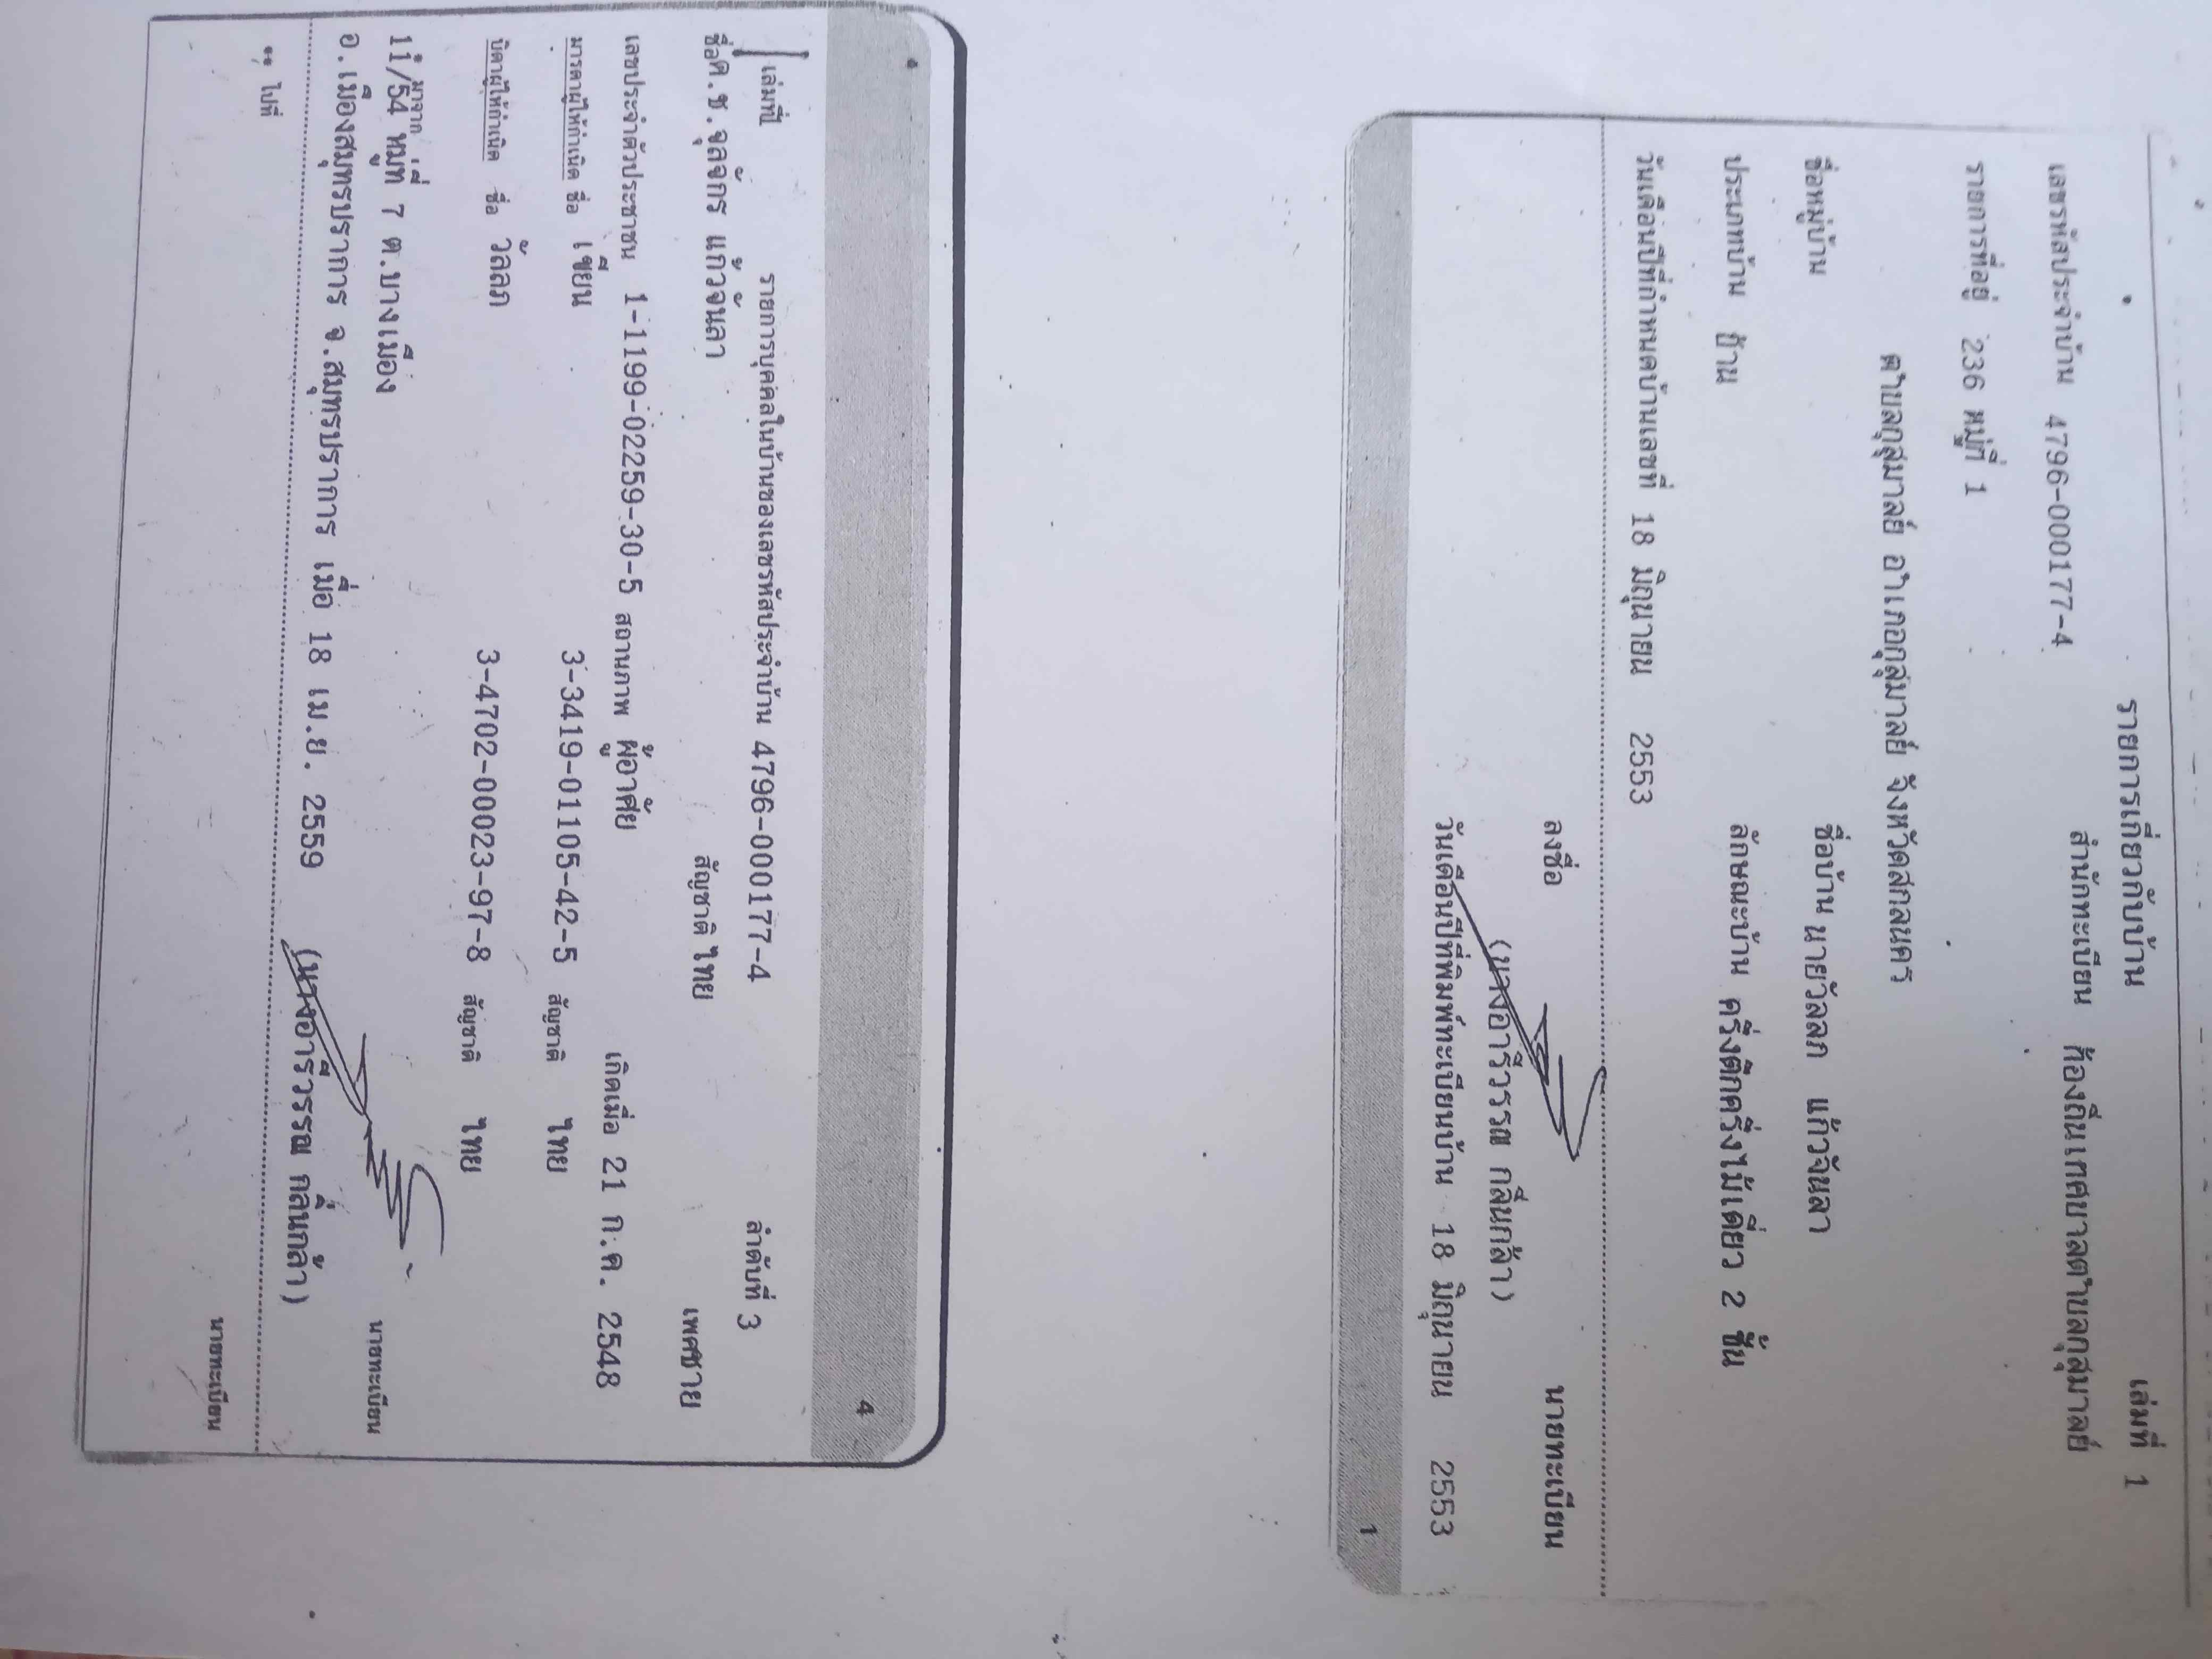 รายการเกี่ยวกับบ้าน เล่มที่ 1
เลขรหัสประจำบ้าน 4796-000177-4 สำนักทะเบียน ท้องถิ่นเทศบาลตำบลกุสุมาลย์
รายการที่อยู่ 236 หมู่ที่ 1
ตำบลกุสุมาลย์ อำเภอกุสุมาลย์ จังหวัดสกลนคร
ชื่อหมู่บ้าน ชื่อบ้าน นายวัลลภ แก้วจันลา
ประเภทบ้าน บ้าน ลักษณะบ้าน ครึ่งตึกครึ่งไม้เดี่ยว 2 ชั้น
วันเดือนปีที่กำหนดบ้านเลขที่ 18 มิถุนายน 2553
ลงชื่อ นายทะเบียน
(นางอารีวรรณ กลิ่นกล้า)
วันเดือนปีที่พิมพ์ทะเบียนบ้าน 18 มิถุนายน 2553
1
4
เล่มที่ 1 รายการบุคคลในบ้านของเลขรหัสประจำบ้าน 4796-000177-4 ลำดับที่ 3
ชื่อ ด.ช.จุลจักร แก้วจันลา สัญชาติ ไทย เพศ ชาย
เลขประจำตัวประชาชน 1-1199-02259-30-5 สถานภาพ ผู้อาศัย เกิดเมื่อ 21 ก.ค. 2548
มารดาผู้ให้กำเนิด ชื่อ เขียน 3-3419-01105-42-5 สัญชาติ ไทย
บิดาผู้ให้กำเนิด ชื่อ วัลลภ 3-4702-00023-97-8 สัญชาติ ไทย
* มาจาก
11/54 หมู่ที่ 7 ต.บางเมือง นายทะเบียน
อ.เมืองสมุทรปราการ จ.สมุทรปราการ เมื่อ 18 เม.ย. 2559 (นางอารีวรรณ กลิ่นกล้า)
** ไปที่
นายทะเบียน